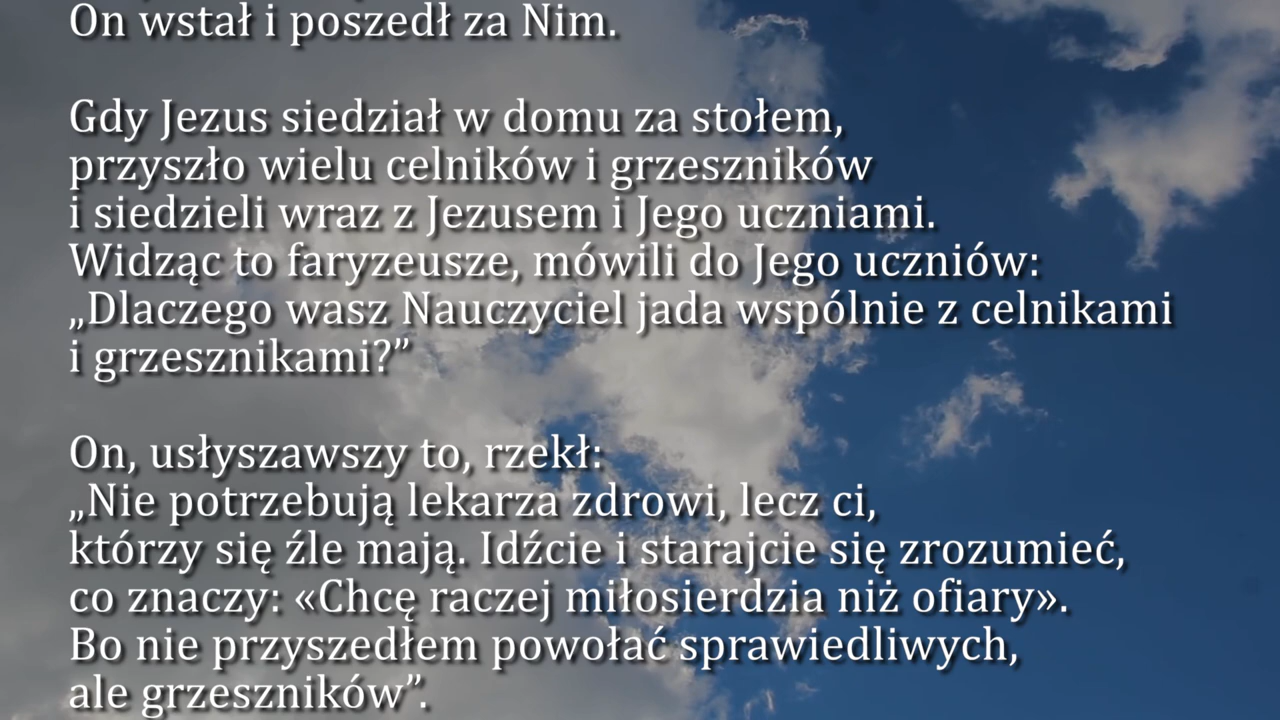 On wstał i poszedł za Nim.
Gdy Jezus siedział w domu za stołem,
przyszło wielu celników i grzeszników
i siedzieli wraz z Jezusem i Jego uczniami.
Widząc to faryzeusze, mówili do Jego uczniów:
„Dlaczego wasz Nauczyciel jada wspólnie z celnikami
i grzesznikami?”
On, usłyszawszy to, rzekł:
„Nie potrzebują lekarza zdrowi, lecz ci,
którzy się źle mają. Idźcie i starajcie się zrozumieć,
co znaczy: «Chcę raczej miłosierdzia niż ofiary».
Bo nie przyszedłem powołać sprawiedliwych,
ale grzeszników”.